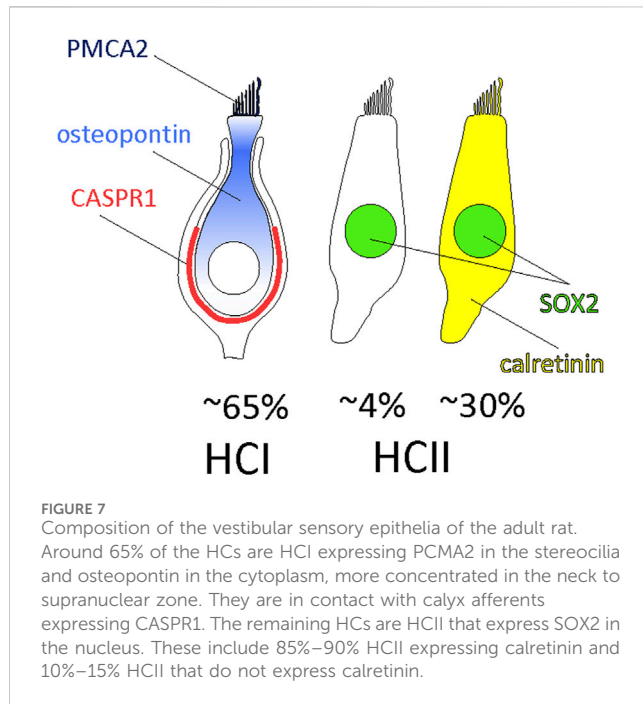 PMCA2
osteopontin
CASPR1
SOX2
calretinin
~65% ~4% ~30%
HCI HCII
FIGURE 7
Composition of the vestibular sensory epithelia of the adult rat.
Around 65% of the HCs are HCI expressing PCMA2 in the stereocilia
and osteopontin in the cytoplasm, more concentrated in the neck to
supranuclear zone. They are in contact with calyx afferents
expressing CASPR1. The remaining HCs are HCII that express SOX2 in
the nucleus. These include 85%–90% HCII expressing calretinin and
10%–15% HCII that do not express calretinin.